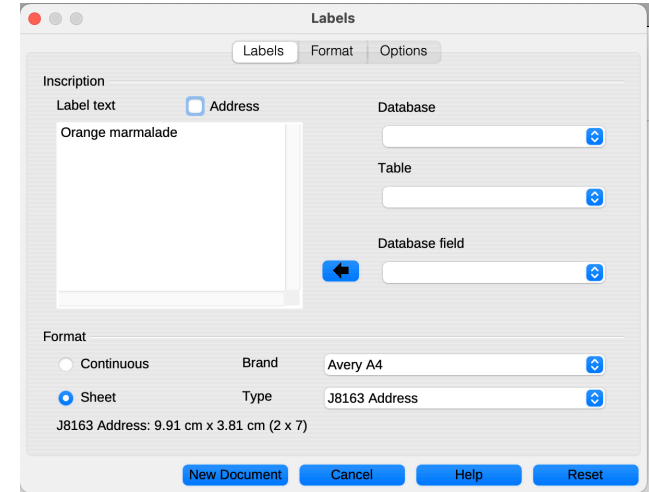 Labels
Labels Format Options
Inscription
Label text Address Database
Orange marmalade
Table
Database field
Format
Continuous Brand Avery A4
Sheet Type J8163 Address
J8163 Address: 9.91 cm x 3.81 cm (2 x 7)
New Document Cancel Help Reset